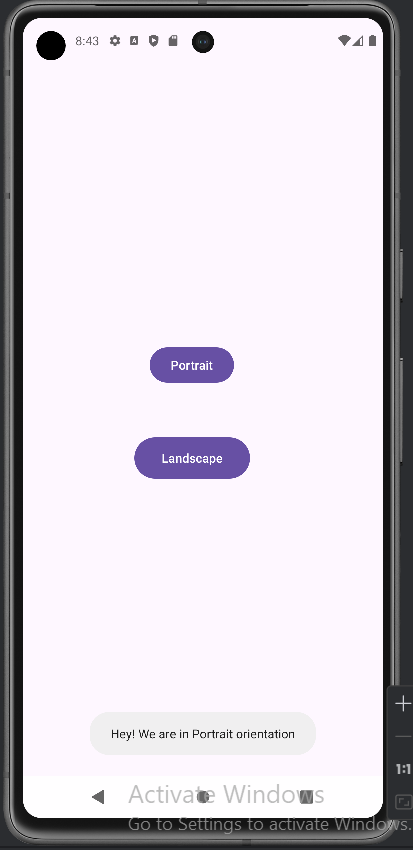 8:43
Portrait
Landscape
Hey! We are in Portrait orientation
Activate Windows
Go to Settings to activate Windows.
1:1